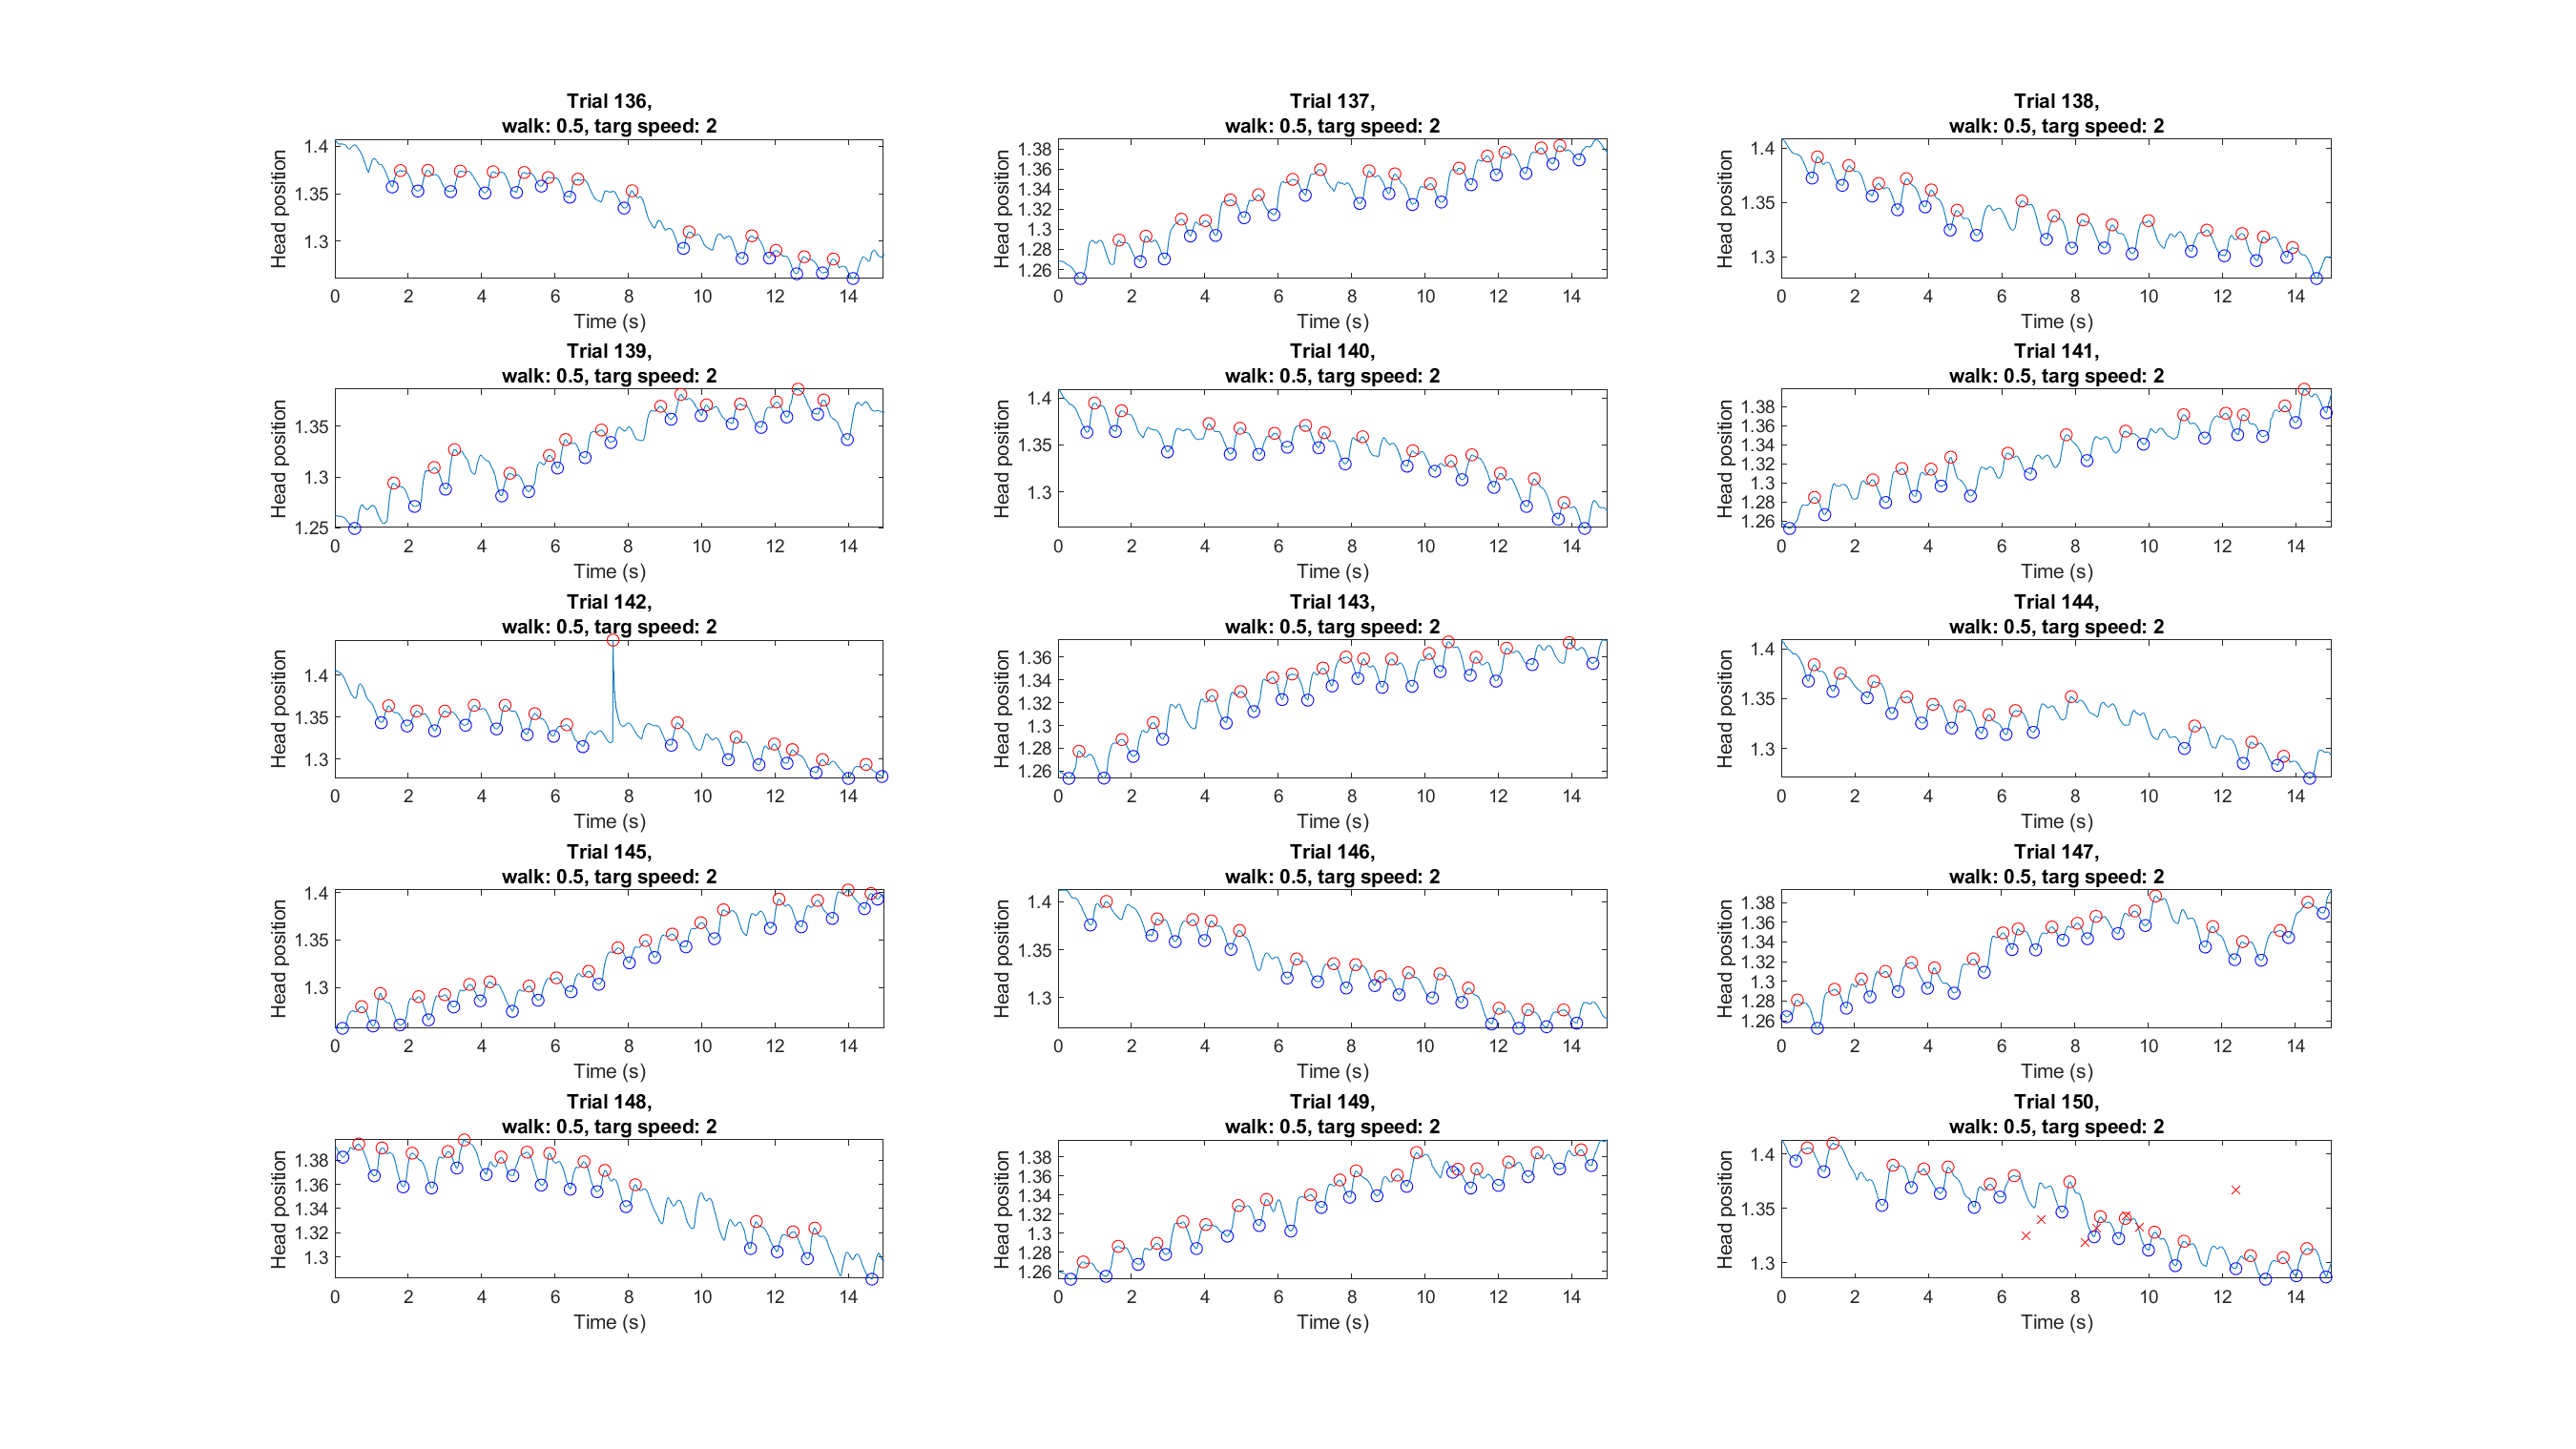 Trial 136,
walk: 0.5, targ speed: 2
Head position
1.4
1.35
1.3
0 2 4 6 8 10 12 14
Time (s)
Trial 137,
walk: 0.5, targ speed: 2
Head position
1.38
1.36
1.34
1.32
1.3
1.28
1.26
0 2 4 6 8 10 12 14
Time (s)
Trial 138,
walk: 0.5, targ speed: 2
Head position
1.4
1.35
1.3
0 2 4 6 8 10 12 14
Time (s)
Trial 139,
walk: 0.5, targ speed: 2
Head position
1.35
1.3
1.25
0 2 4 6 8 10 12 14
Time (s)
Trial 140,
walk: 0.5, targ speed: 2
Head position
1.4
1.35
1.3
0 2 4 6 8 10 12 14
Time (s)
Trial 141,
walk: 0.5, targ speed: 2
Head position
1.38
1.36
1.34
1.32
1.3
1.28
1.26
0 2 4 6 8 10 12 14
Time (s)
Trial 142,
walk: 0.5, targ speed: 2
Head position
1.4
1.35
1.3
0 2 4 6 8 10 12 14
Time (s)
Trial 143,
walk: 0.5, targ speed: 2
Head position
1.36
1.34
1.32
1.3
1.28
1.26
0 2 4 6 8 10 12 14
Time (s)
Trial 144,
walk: 0.5, targ speed: 2
Head position
1.4
1.35
1.3
0 2 4 6 8 10 12 14
Time (s)
Trial 145,
walk: 0.5, targ speed: 2
Head position
1.4
1.35
1.3
0 2 4 6 8 10 12 14
Time (s)
Trial 146,
walk: 0.5, targ speed: 2
Head position
1.4
1.35
1.3
0 2 4 6 8 10 12 14
Time (s)
Trial 147,
walk: 0.5, targ speed: 2
Head position
1.38
1.36
1.34
1.32
1.3
1.28
1.26
0 2 4 6 8 10 12 14
Time (s)
Trial 148,
walk: 0.5, targ speed: 2
Head position
1.38
1.36
1.34
1.32
1.3
0 2 4 6 8 10 12 14
Time (s)
Trial 149,
walk: 0.5, targ speed: 2
Head position
1.38
1.36
1.34
1.32
1.3
1.28
1.26
0 2 4 6 8 10 12 14
Time (s)
Trial 150,
walk: 0.5, targ speed: 2
Head position
1.4
1.35
1.3
0 2 4 6 8 10 12 14
Time (s)